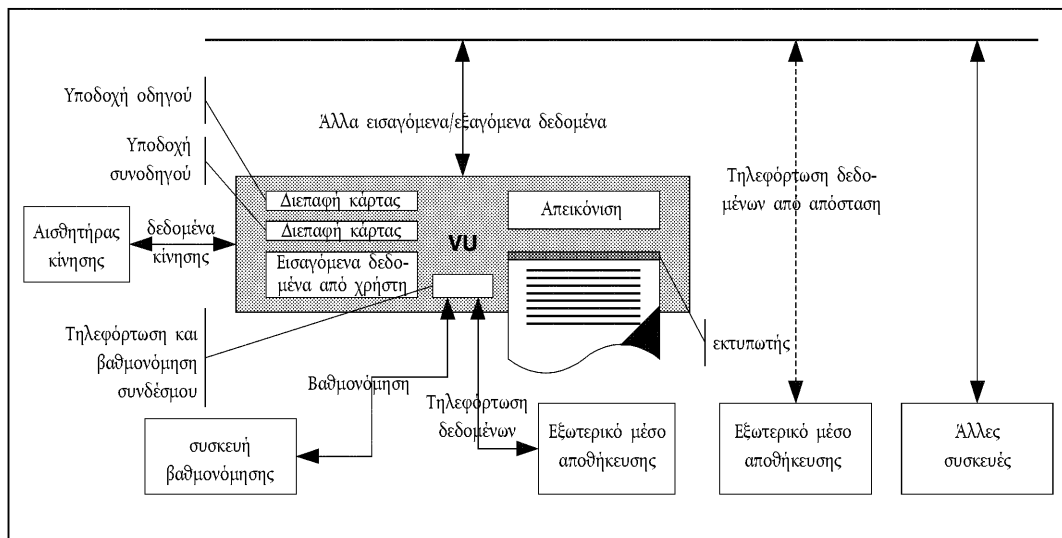 Υποδοχή οδηγού
Άλλα εισαγόμενα/εξαγόμενα δεδομένα
Υποδοχή
συνοδηγού
Τηλεφόρτωση δεδο-
μένων από απόσταση
Διεπαφή κάρτας
Διεπαφή κάρτας
Απεικόνιση
VU
Αισθητήρας
κίνησης
δεδομένα
κίνησης
Εισαγόμενα δεδο-
μένα από χρήστη
Τηλεφόρτωση και
βαθμονόμηση
συνδέσμου
εκτυπωτής
Βαθμονόμηση
Τηλεφόρτωση
δεδομένων
συσκευή
βαθμονόμησης
Εξωτερικό μέσο
αποθήκευσης
Εξωτερικό μέσο
αποθήκευσης
Άλλες
συσκευές